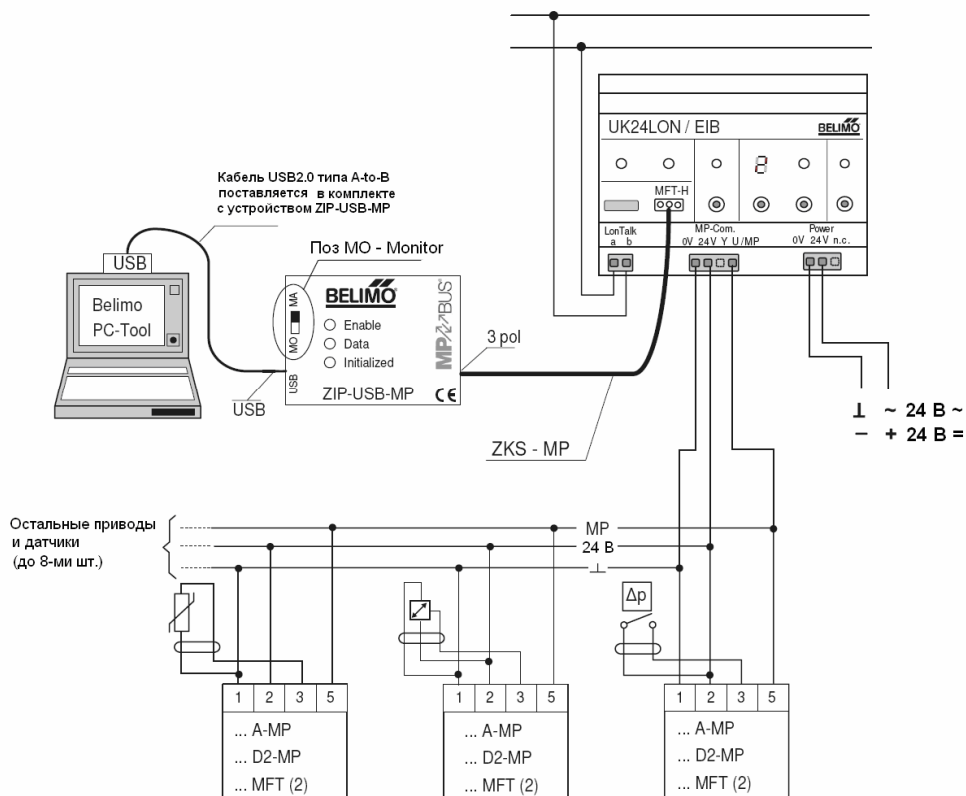 UK24LON / EIB
BELIMO
MFT-H
LonTalk
a b
MP-Com.
0V 24V Y U/MP
Power
0V 24V n.c.
Кабель USB2.0 типа A-to-B
поставляется в комплекте
с устройством ZIP-USB-MP
Поз МО - Monitor
USB
Belimo
PC-Tool
MO
MA
USB
BELIMO
Enable
Data
Initialized
ZIP-USB-MP
MP BUS
CE
3 pol
USB
ZKS - MP
⊥ ~ 24 В ~
– + 24 В =
Остальные приводы
и датчики
(до 8-ми шт.)
MP
24 В
⊥
Δp
1 2 3 5
... A-MP
... D2-MP
... MFT (2)
1 2 3 5
... A-MP
... D2-MP
... MFT (2)
1 2 3 5
... A-MP
... D2-MP
... MFT (2)